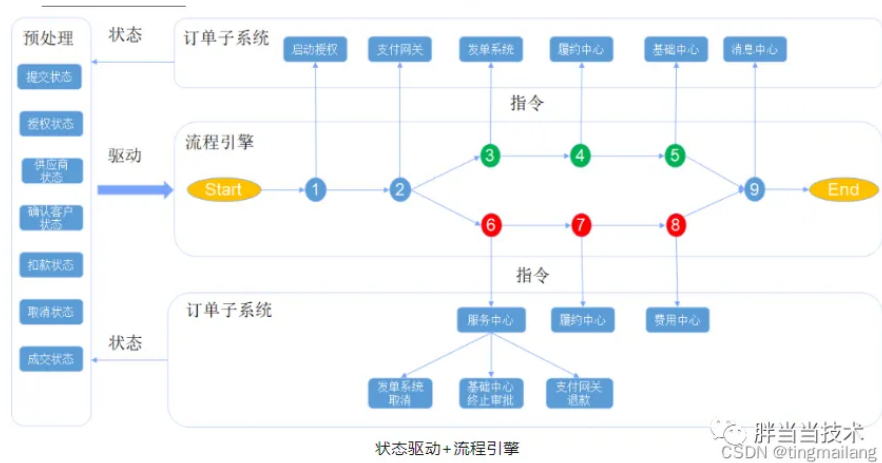 预处理
状态
订单子系统
启动授权
支付网关
发单系统
履约中心
基础中心
消息中心
提交状态
授权状态
供应商
状态
确认客户
状态
扣款状态
取消状态
成交状态
指令
流程引擎
驱动
Start
1
2
3
4
5
6
7
8
9
End
指令
订单子系统
状态
服务中心
履约中心
费用中心
发单系统
取消
基础中心
终止审批
支付网关
退款
胖当当技术
CSDN @tingmailang
状态驱动+流程引擎